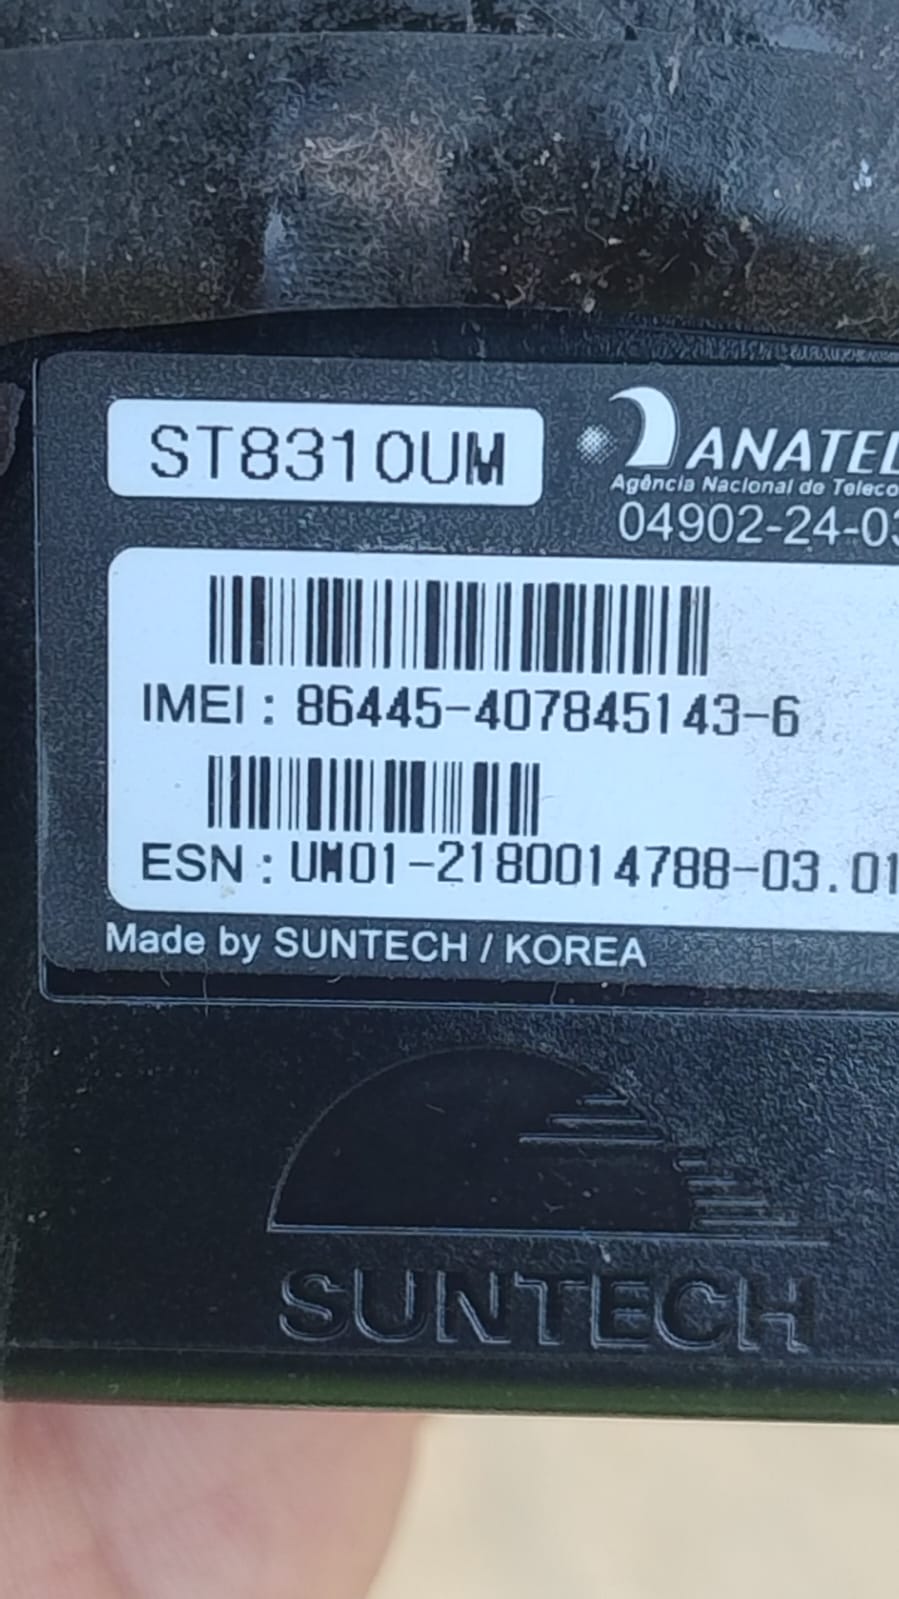 ST8310UM
ANATEL
Agência Nacional de Teleco
04902-24-03
IMEI : 86445-407845143-6
ESN : UM01-2180014788-03.01
Made by SUNTECH / KOREA
SUNTECH